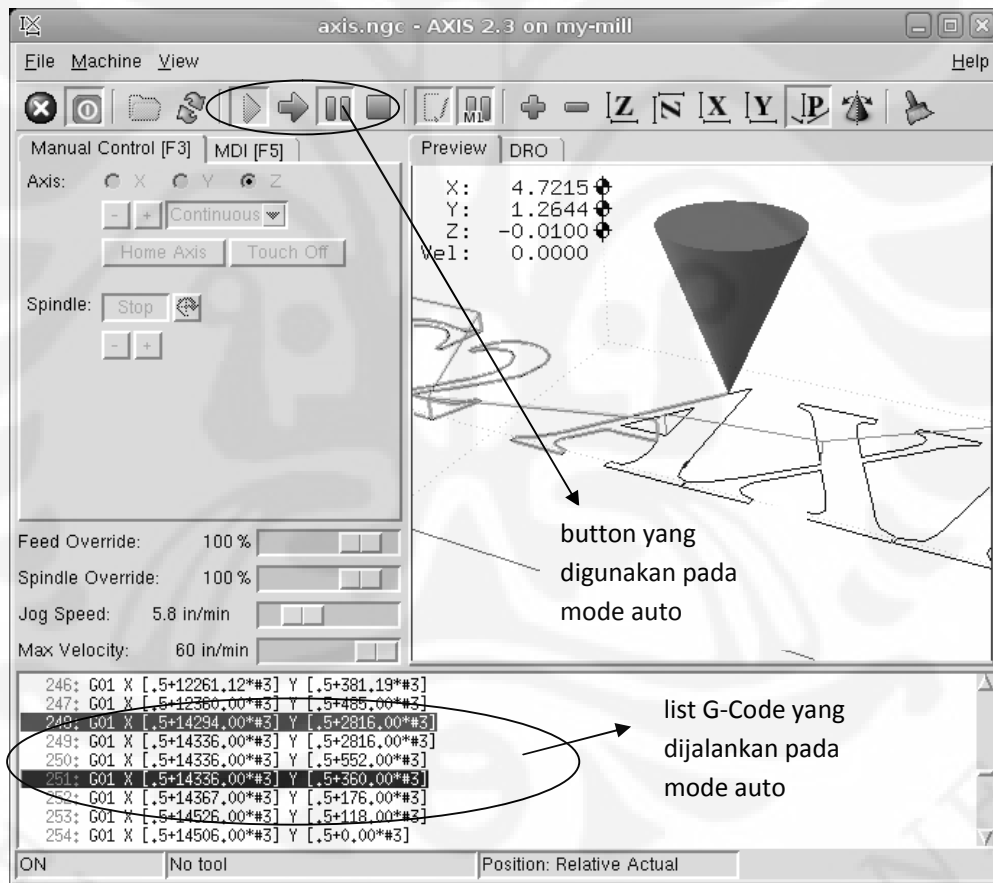 axis.ngc - AXIS 2.3 on my-mill
File Machine View Help
M1 Z N X Y P
Manual Control [F3] MDI [F5]
Preview DRO
Axis: X Y Z
- + Continuous
Home Axis Touch Off
Spindle: Stop
- +
X: 4.7215
Y: 1.2644
Z: -0.0100
Vel: 0.0000
button yang
digunakan pada
mode auto
Feed Override: 100 %
Spindle Override: 100 %
Jog Speed: 5.8 in/min
Max Velocity: 60 in/min
246: G01 X [.5+12261.12*#3] Y [.5+381.19*#3]
247: G01 X [.5+12360.00*#3] Y [.5+485.00*#3]
248: G01 X [.5+14294.00*#3] Y [.5+2816.00*#3]
249: G01 X [.5+14336.00*#3] Y [.5+2816.00*#3]
250: G01 X [.5+14336.00*#3] Y [.5+552.00*#3]
251: G01 X [.5+14336.00*#3] Y [.5+360.00*#3]
252: G01 X [.5+14367.00*#3] Y [.5+176.00*#3]
253: G01 X [.5+14526.00*#3] Y [.5+118.00*#3]
254: G01 X [.5+14506.00*#3] Y [.5+0.00*#3]
list G-Code yang
dijalankan pada
mode auto
ON No tool Position: Relative Actual